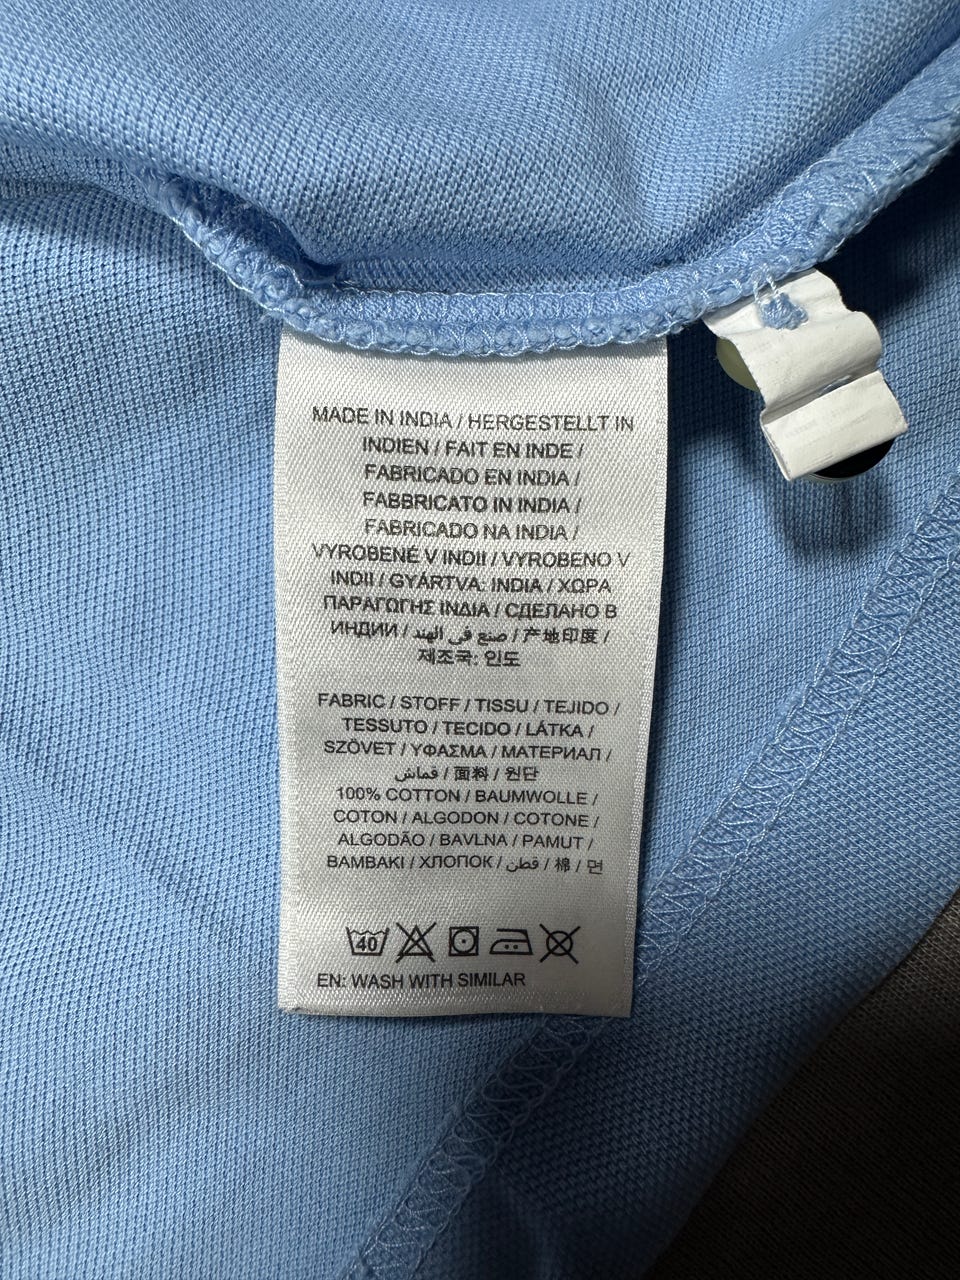 MADE IN INDIA / HERGESTELLT IN
INDIEN / FAIT EN INDE /
FABRICADO EN INDIA /
FABBRICATO IN INDIA /
FABRICADO NA INDIA /
VYROBENÉ V INDII / VYROBENO V
INDII / GYÁRTVA: INDIA / ΧΩΡΑ
ΠΑΡΑΓΩΓΗΣ ΙΝΔΙΑ / СДЕЛАНО В
ИНДИИ / صنع في الهند / 产地印度 /
제조국: 인도
FABRIC / STOFF / TISSU / TEJIDO /
TESSUTO / TECIDO / LÁTKA /
SZÖVET / ΥΦΑΣΜΑ / МАТЕРИАЛ /
قماش / 面料 / 원단
100% COTTON / BAUMWOLLE /
COTON / ALGODON / COTONE /
ALGODÃO / BAVLNA / PAMUT /
BAMBAKI / ХЛОПОК / قطن / 棉 / 면
40
EN: WASH WITH SIMILAR